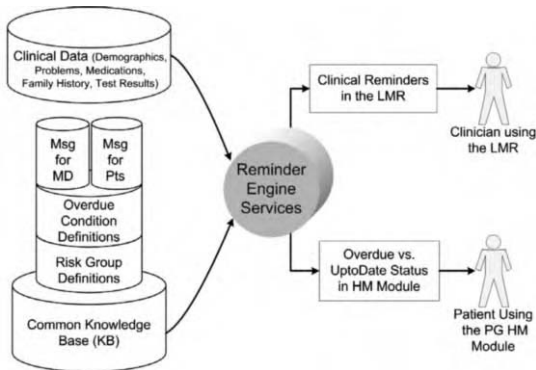 Clinical Data (Demographics,
Problems, Medications,
Family History, Test Results)
Msg
for
MD
Msg
for
Pts
Overdue
Condition
Definitions
Risk Group
Definitions
Common Knowledge
Base (KB)
Reminder
Engine
Services
Clinical Reminders
in the LMR
Clinician using
the LMR
Overdue vs.
UptoDate Status
in HM Module
Patient Using
the PG HM
Module